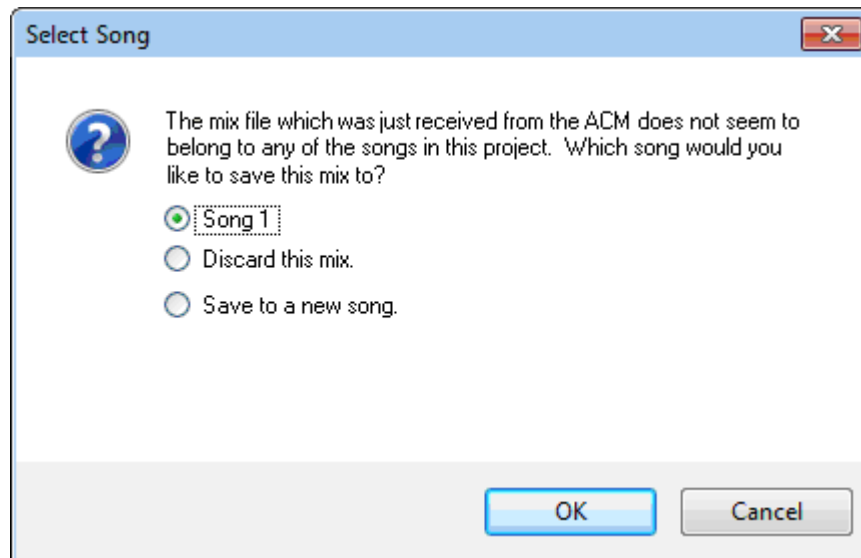 Select Song
The mix file which was just received from the ACM does not seem to
belong to any of the songs in this project.  Which song would you
like to save this mix to?
Song 1
Discard this mix.
Save to a new song.
OK
Cancel